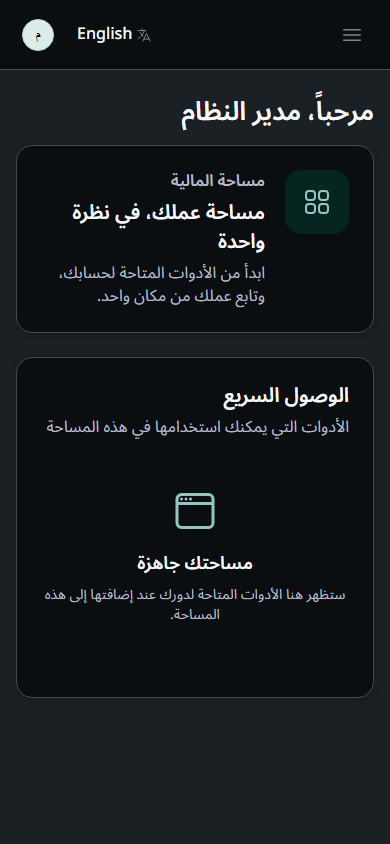 English
م
مرحباً، مدير النظام
مساحة المالية
مساحة عملك، في نظرة
واحدة
ابدأ من الأدوات المتاحة لحسابك،
وتابع عملك من مكان واحد.
الوصول السريع
الأدوات التي يمكنك استخدامها في هذه المساحة
مساحتك جاهزة
ستظهر هنا الأدوات المتاحة لدورك عند إضافتها إلى هذه
المساحة.